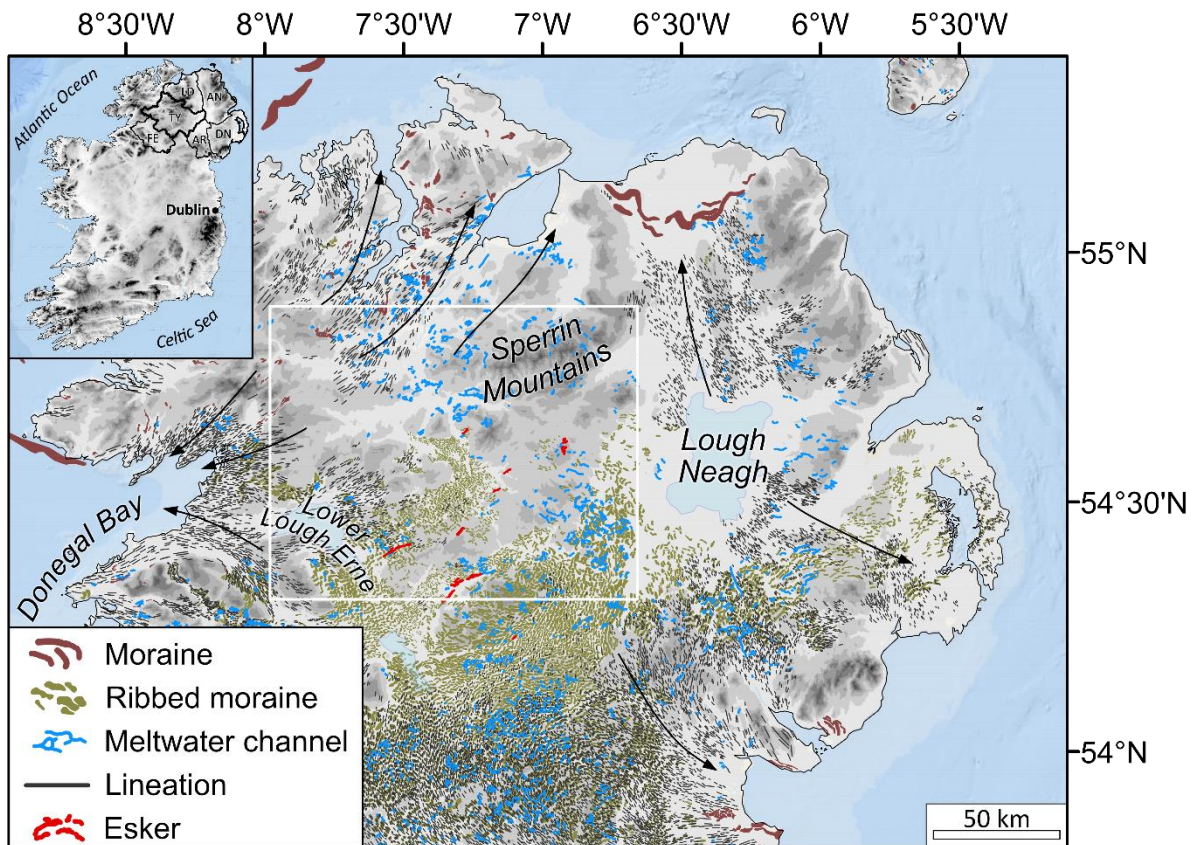 8°30'W 8°W 7°30'W 7°W 6°30'W 6°W 5°30'W
Atlantic Ocean
LD
AN
TY
FE
AR
DN
Dublin
Celtic Sea
55°N
54°30'N
54°N
Sperrin
Mountains
Lough
Neagh
Lower
Lough Erne
Donegal Bay
Moraine
Ribbed moraine
Meltwater channel
Lineation
Esker
50 km